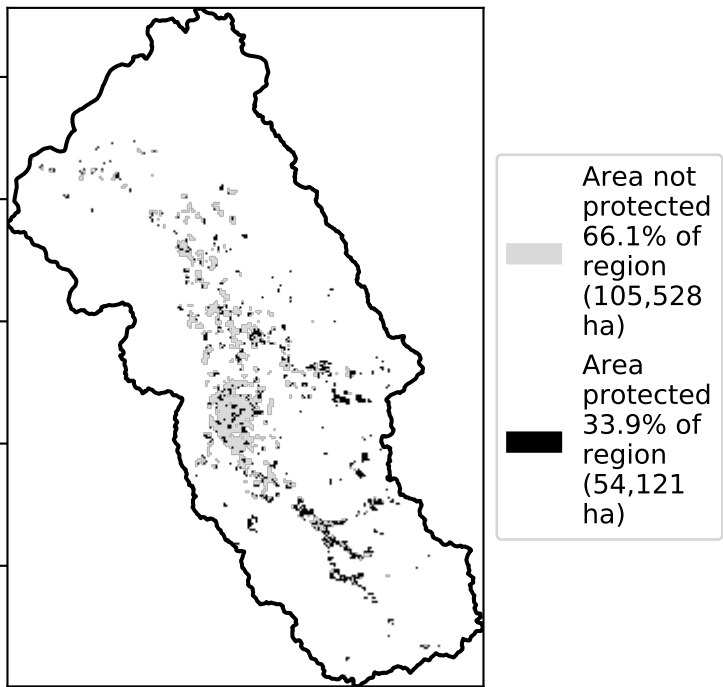 Area not
protected
66.1% of
region
(105,528
ha)
Area
protected
33.9% of
region
(54,121
ha)